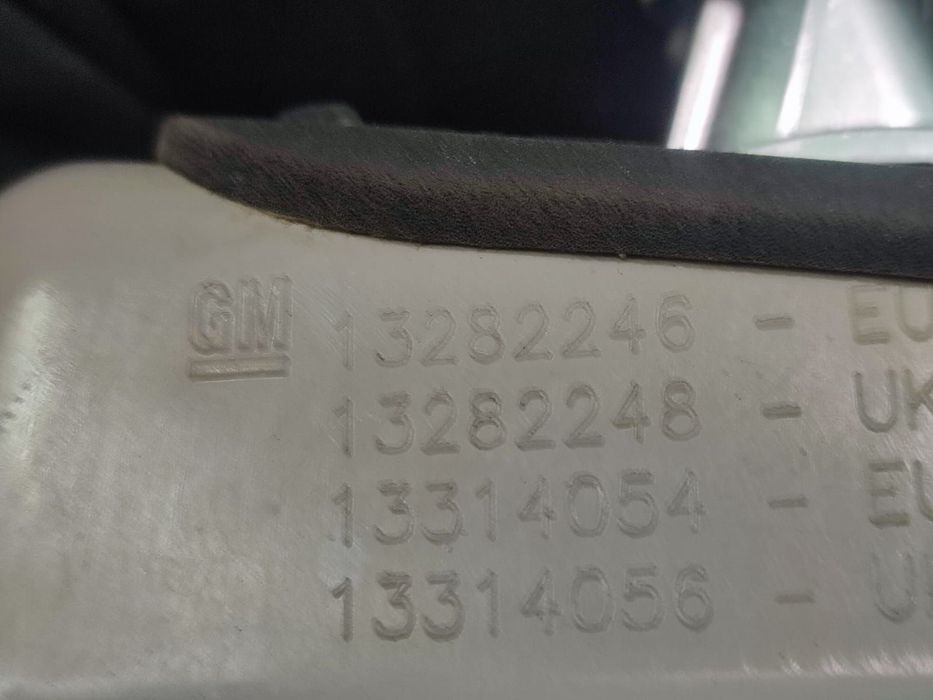 GM 13282246 - EU
13282248 - UK
13314054 - EU
13314056 -